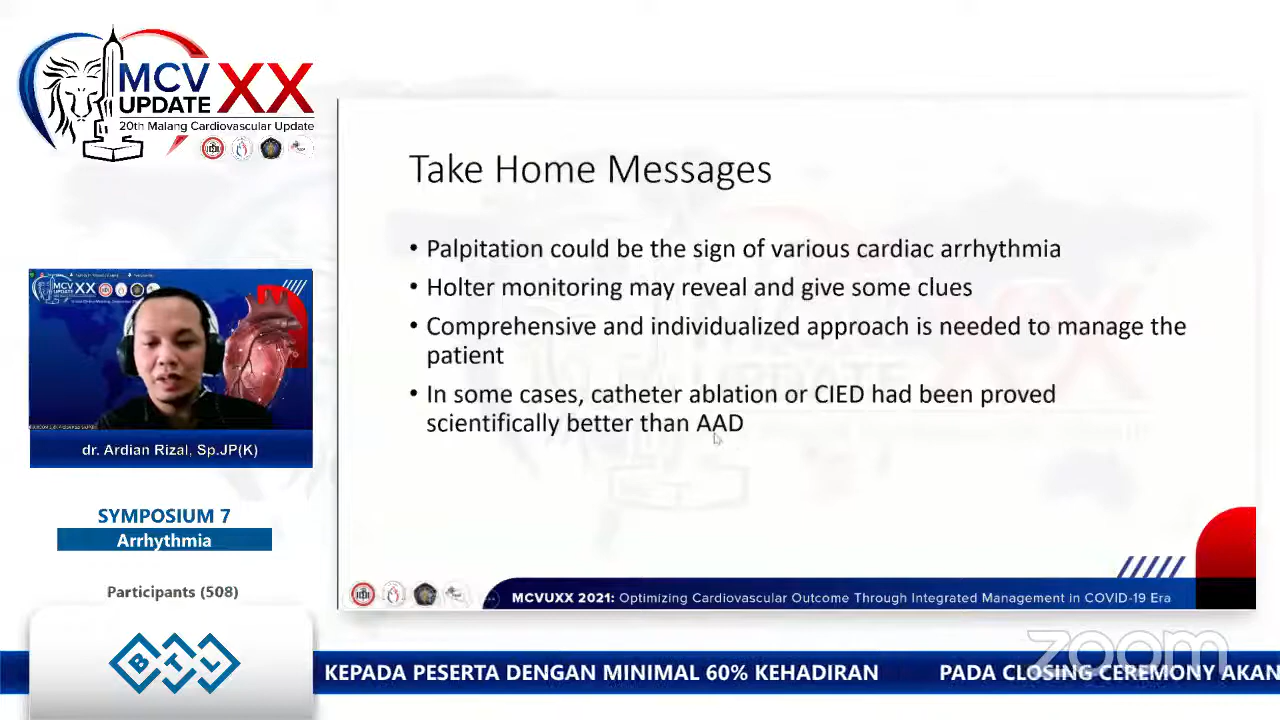 MCV
UPDATE
XX
20th Malang Cardiovascular Update
Take Home Messages
• Palpitation could be the sign of various cardiac arrhythmia
• Holter monitoring may reveal and give some clues
• Comprehensive and individualized approach is needed to manage the
patient
• In some cases, catheter ablation or CIED had been proved
scientifically better than AAD
MCV
UPDATE
XX
dr. Ardian Rizal, Sp.JP(K)
SYMPOSIUM 7
Arrhythmia
Participants (508)
BTL
MCVUXX 2021: Optimizing Cardiovascular Outcome Through Integrated Management in COVID-19 Era
zoom
KEPADA PESERTA DENGAN MINIMAL 60% KEHADIRAN
PADA CLOSING CEREMONY AKAN